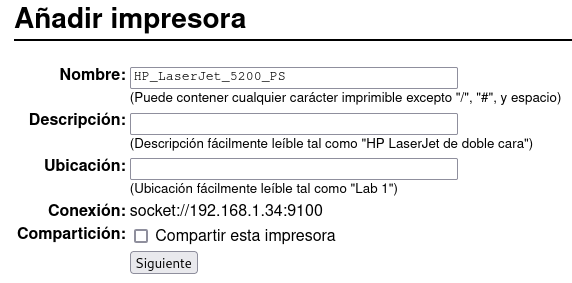 Añadir impresora
Nombre: HP_LaserJet_5200_PS
(Puede contener cualquier carácter imprimible excepto "/", "#", y espacio)
Descripción:
(Descripción fácilmente leíble tal como "HP LaserJet de doble cara")
Ubicación:
(Ubicación fácilmente leíble tal como "Lab 1")
Conexión: socket://192.168.1.34:9100
Compartición: Compartir esta impresora
Siguiente